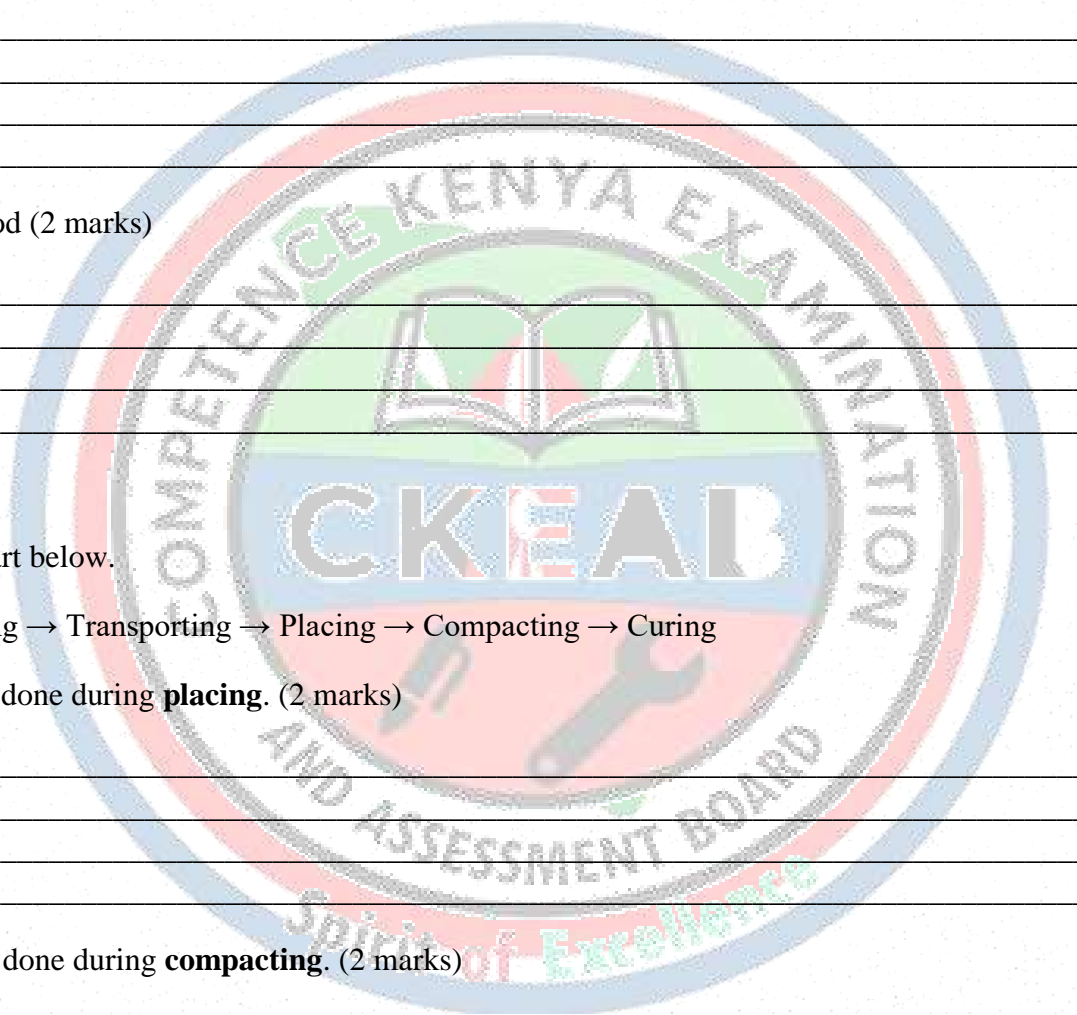 od (2 marks)
COMPETENCE KENYA EXAMINATION
CKEAB
rt below.
g → Transporting → Placing → Compacting → Curing
done during placing. (2 marks)
AND ASSESSMENT BOARD
Spirit of Excellence
done during compacting. (2 marks)